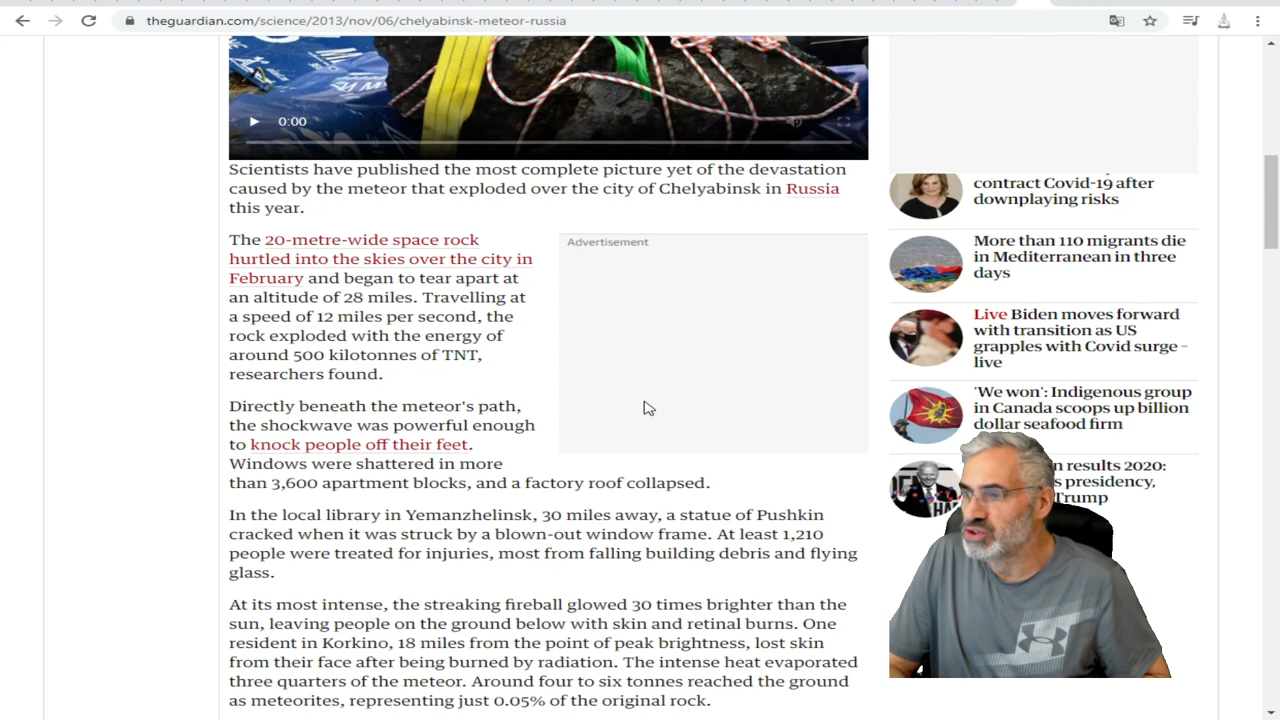 theguardian.com/science/2013/nov/06/chelyabinsk-meteor-russia
0:00
Scientists have published the most complete picture yet of the devastation
caused by the meteor that exploded over the city of Chelyabinsk in Russia
this year.
The 20-metre-wide space rock
hurtled into the skies over the city in
February and began to tear apart at
an altitude of 28 miles. Travelling at
a speed of 12 miles per second, the
rock exploded with the energy of
around 500 kilotonnes of TNT,
researchers found.
Advertisement
Directly beneath the meteor's path,
the shockwave was powerful enough
to knock people off their feet.
Windows were shattered in more
than 3,600 apartment blocks, and a factory roof collapsed.
In the local library in Yemanzhelinsk, 30 miles away, a statue of Pushkin
cracked when it was struck by a blown-out window frame. At least 1,210
people were treated for injuries, most from falling building debris and flying
glass.
At its most intense, the streaking fireball glowed 30 times brighter than the
sun, leaving people on the ground below with skin and retinal burns. One
resident in Korkino, 18 miles from the point of peak brightness, lost skin
from their face after being burned by radiation. The intense heat evaporated
three quarters of the meteor. Around four to six tonnes reached the ground
as meteorites, representing just 0.05% of the original rock.
contract Covid-19 after
downplaying risks
More than 110 migrants die
in Mediterranean in three
days
Live Biden moves forward
with transition as US
grapples with Covid surge –
live
'We won': Indigenous group
in Canada scoops up billion
dollar seafood firm
n results 2020:
s presidency,
Trump